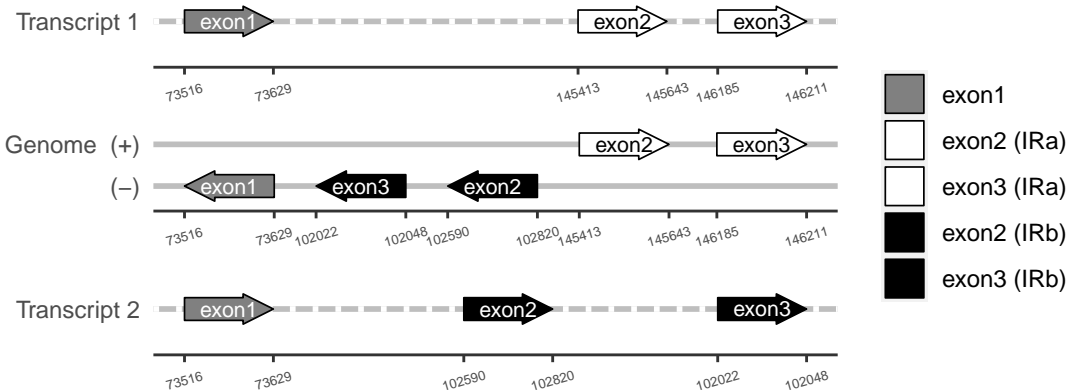 Transcript 1 exon1 exon2 exon3
73516 73629 145413 145643 146185 146211
Genome (+) exon2 exon3
(−) exon1 exon3 exon2
73516 73629 102022 102048 102590 102820 145413 145643 146185 146211
Transcript 2 exon1 exon2 exon3
73516 73629 102590 102820 102022 102048
exon1
exon2 (IRa)
exon3 (IRa)
exon2 (IRb)
exon3 (IRb)